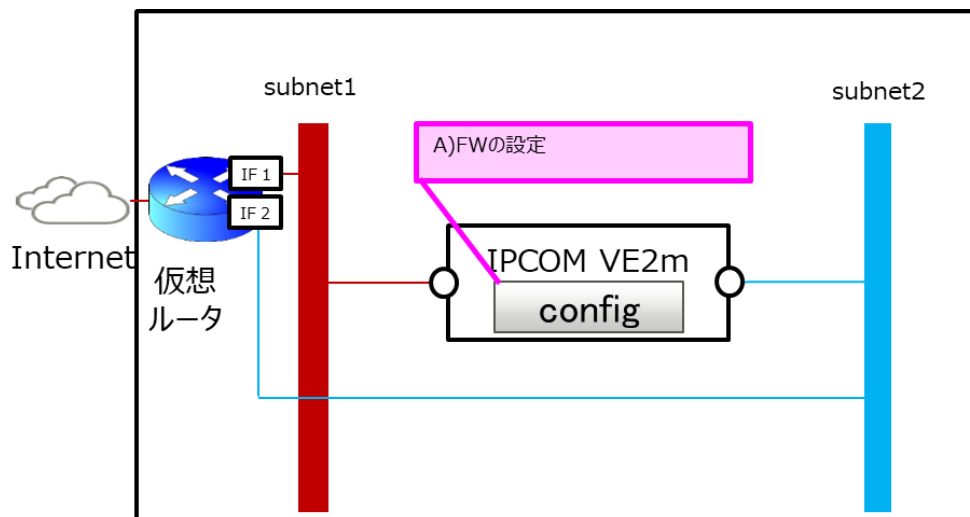 subnet1
subnet2
A)FWの設定
IF 1
IF 2
Internet
仮想
ルータ
IPCOM VE2m
config